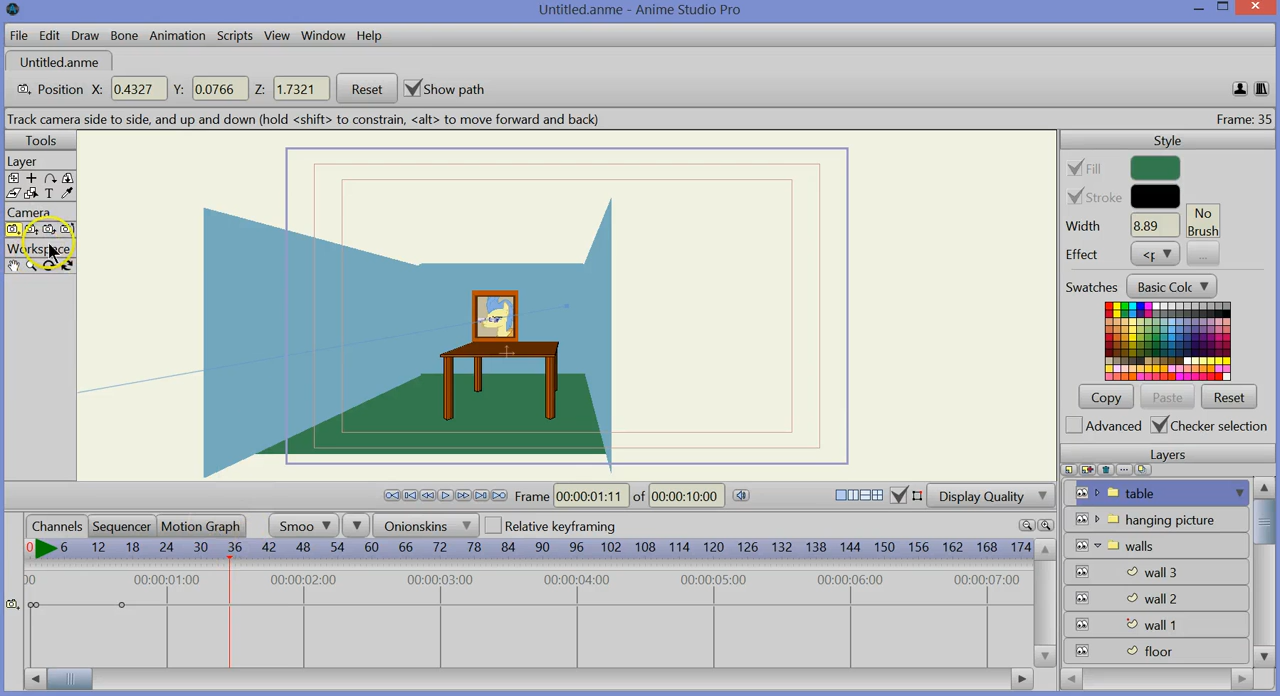 Untitled.anme - Anime Studio Pro
File Edit Draw Bone Animation Scripts View Window Help
Untitled.anme
Position X: 0.4327 Y: 0.0766 Z: 1.7321 Reset Show path
Track camera side to side, and up and down (hold <shift> to constrain, <alt> to move forward and back) Frame: 35
Tools
Layer
T
Camera
Workspace
Style
Fill
Stroke
Width 8.89 No Brush
Effect <p ...
Swatches Basic Colo
Copy Paste Reset
Advanced Checker selection
Layers
table
hanging picture
walls
wall 3
wall 2
wall 1
floor
Frame 00:00:01:11 of 00:00:10:00 Display Quality
Channels Sequencer Motion Graph Smoo Onionskins Relative keyframing
0 6 12 18 24 30 36 42 48 54 60 66 72 78 84 90 96 102 108 114 120 126 132 138 144 150 156 162 168 174
00 00:00:01:00 00:00:02:00 00:00:03:00 00:00:04:00 00:00:05:00 00:00:06:00 00:00:07:00